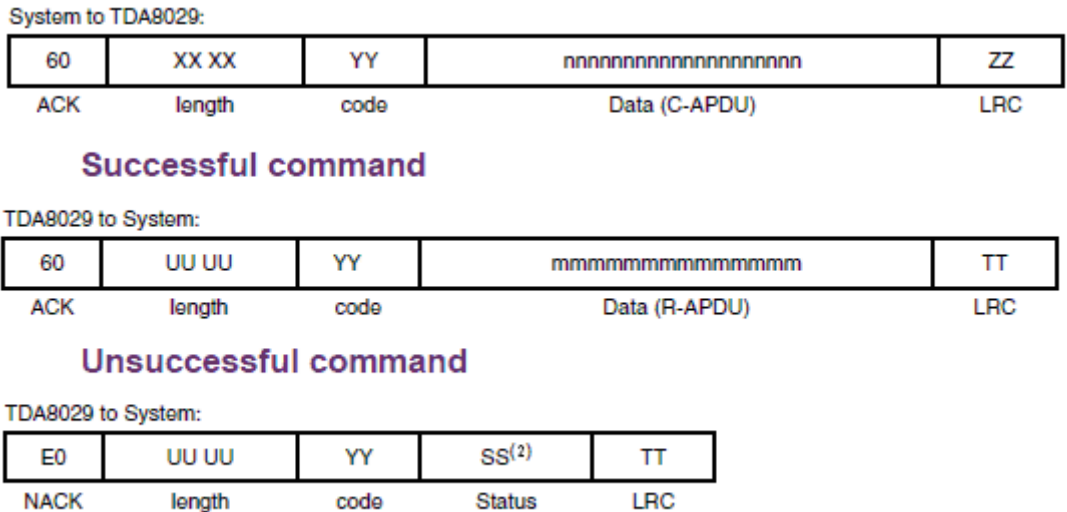 System to TDA8029:
60 XX XX YY nnnnnnnnnnnnnnnnnnnn ZZ
ACK length code Data (C-APDU) LRC
Successful command
TDA8029 to System:
60 UU UU YY mmmmmmmmmmmmmm TT
ACK length code Data (R-APDU) LRC
Unsuccessful command
TDA8029 to System:
E0 UU UU YY SS(2) TT
NACK length code Status LRC